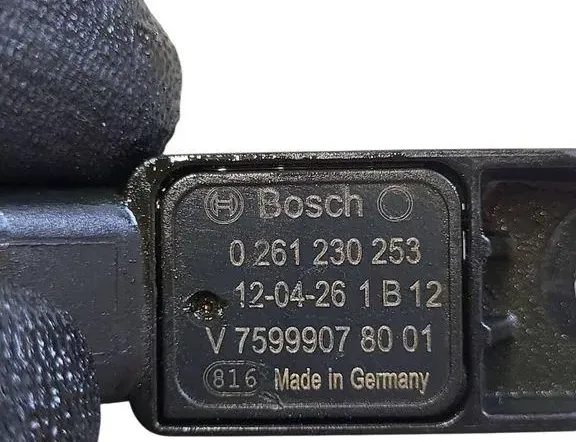 Bosch
0 261 230 253
12-04-26 1 B 12
V 7599907 80 01
816 Made in Germany